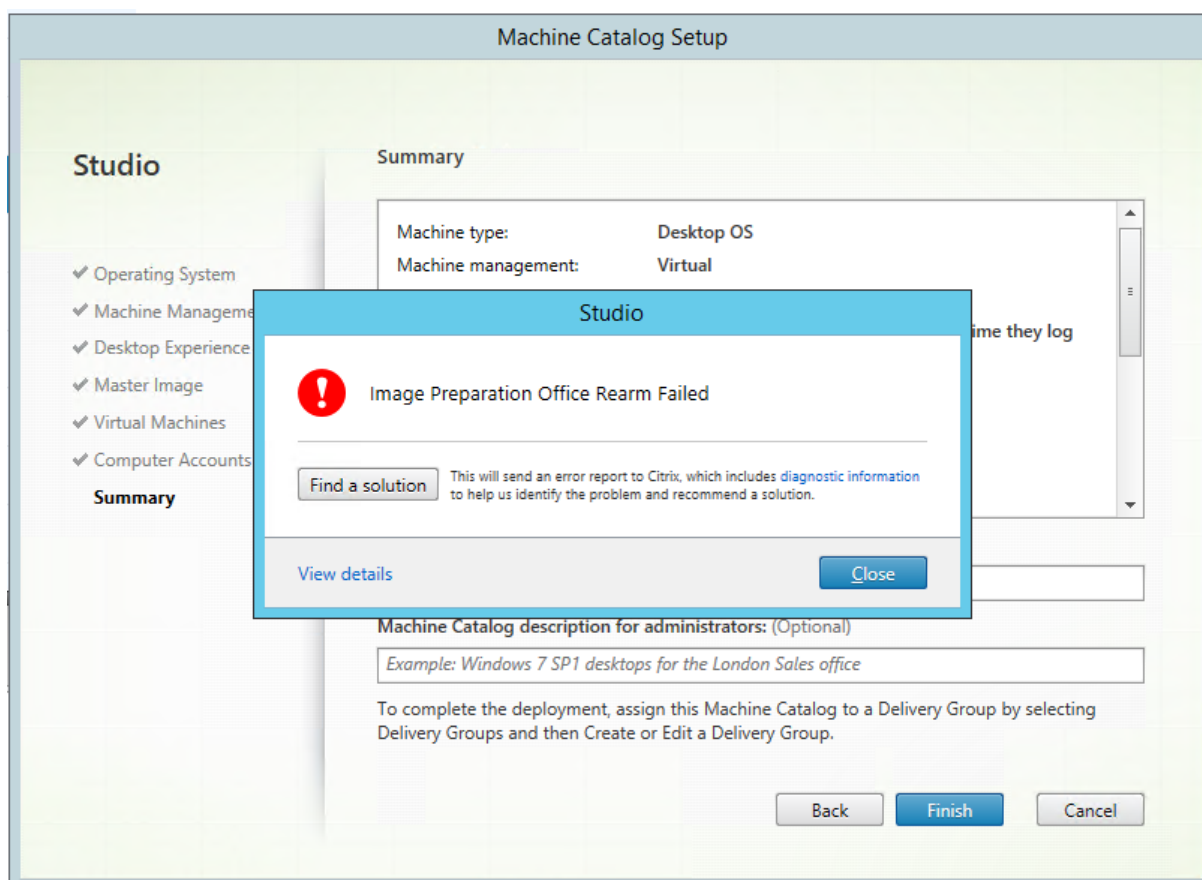 Machine Catalog Setup
Studio
Operating System
Machine Manageme
Desktop Experience
Master Image
Virtual Machines
Computer Accounts
Summary
Summary
Machine type: Desktop OS
Machine management: Virtual
ime they log
Studio
Image Preparation Office Rearm Failed
Find a solution
This will send an error report to Citrix, which includes diagnostic information
to help us identify the problem and recommend a solution.
View details
Close
Machine Catalog description for administrators: (Optional)
Example: Windows 7 SP1 desktops for the London Sales office
To complete the deployment, assign this Machine Catalog to a Delivery Group by selecting
Delivery Groups and then Create or Edit a Delivery Group.
Back Finish Cancel